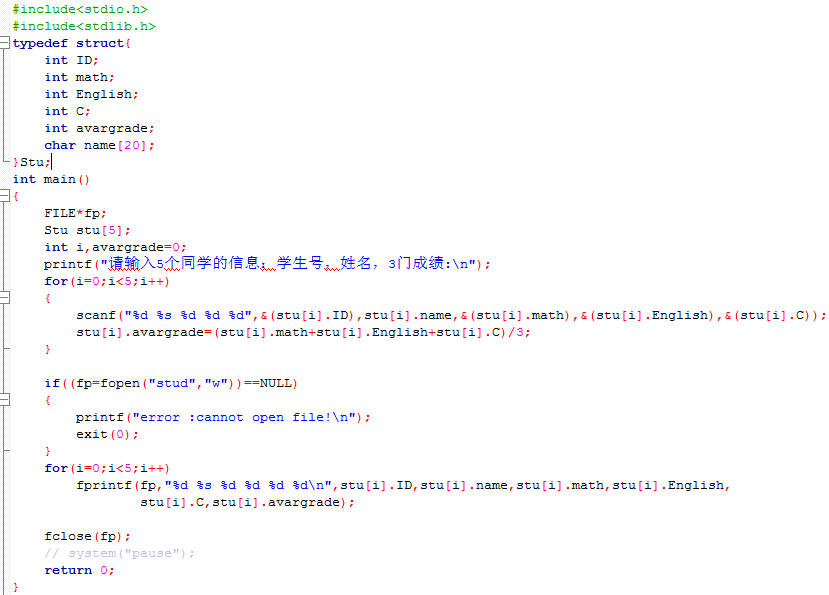 #include<stdio.h>
#include<stdlib.h>
typedef struct{
    int ID;
    int math;
    int English;
    int C;
    int avargrade;
    char name[20];
}Stu;
int main()
{
    FILE*fp;
    Stu stu[5];
    int i,avargrade=0;
    printf("请输入5个同学的信息：学生号，姓名，3门成绩:\n");
    for(i=0;i<5;i++)
    {
        scanf("%d %s %d %d %d",&(stu[i].ID),stu[i].name,&(stu[i].math),&(stu[i].English),&(stu[i].C));
        stu[i].avargrade=(stu[i].math+stu[i].English+stu[i].C)/3;
    }
    if((fp=fopen("stud","w"))==NULL)
    {
        printf("error :cannot open file!\n");
        exit(0);
    }
    for(i=0;i<5;i++)
        fprintf(fp,"%d %s %d %d %d %d\n",stu[i].ID,stu[i].name,stu[i].math,stu[i].English,
                stu[i].C,stu[i].avargrade);
    fclose(fp);
    // system("pause");
    return 0;
}